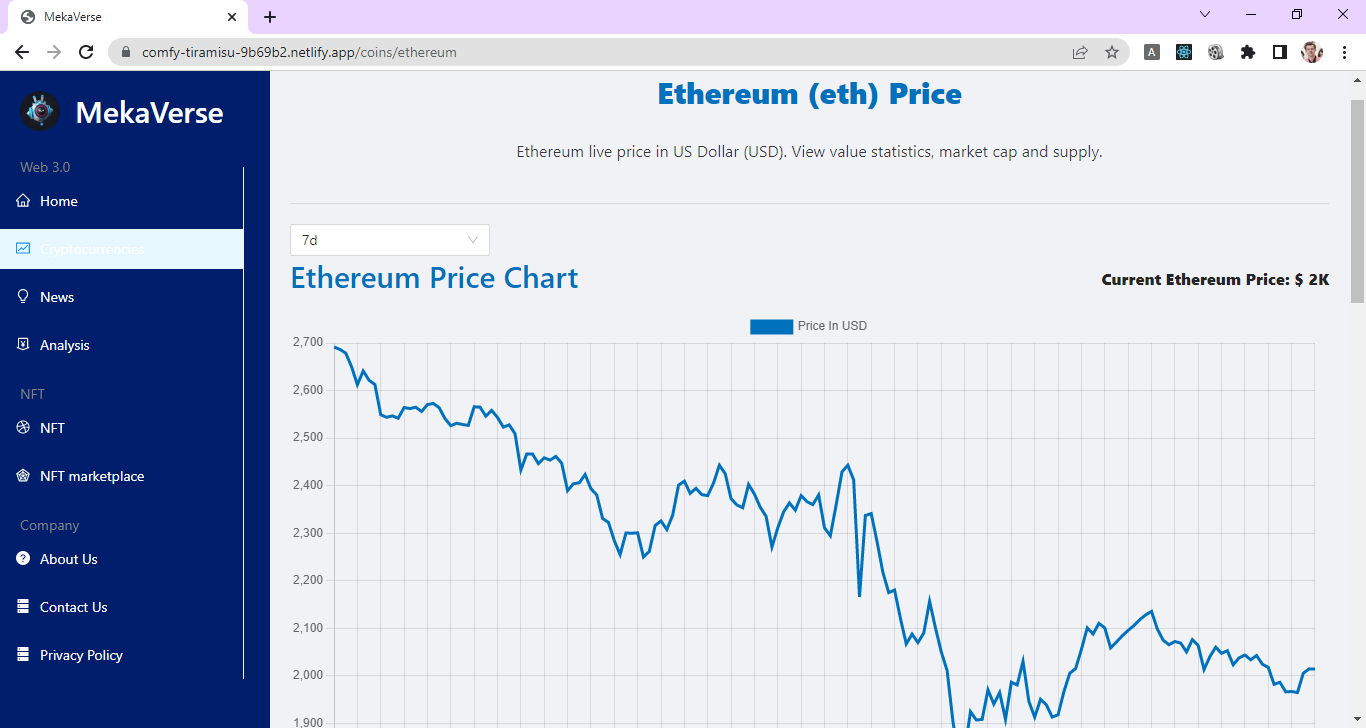 MekaVerse
comfy-tiramisu-9b69b2.netlify.app/coins/ethereum
A
MekaVerse
Web 3.0
Home
Cryptocurrencies
News
Analysis
NFT
NFT
NFT marketplace
Company
About Us
Contact Us
Privacy Policy
Ethereum (eth) Price
Ethereum live price in US Dollar (USD). View value statistics, market cap and supply.
7d
Ethereum Price Chart
Current Ethereum Price: $ 2K
Price In USD
2,700
2,600
2,500
2,400
2,300
2,200
2,100
2,000
1,900